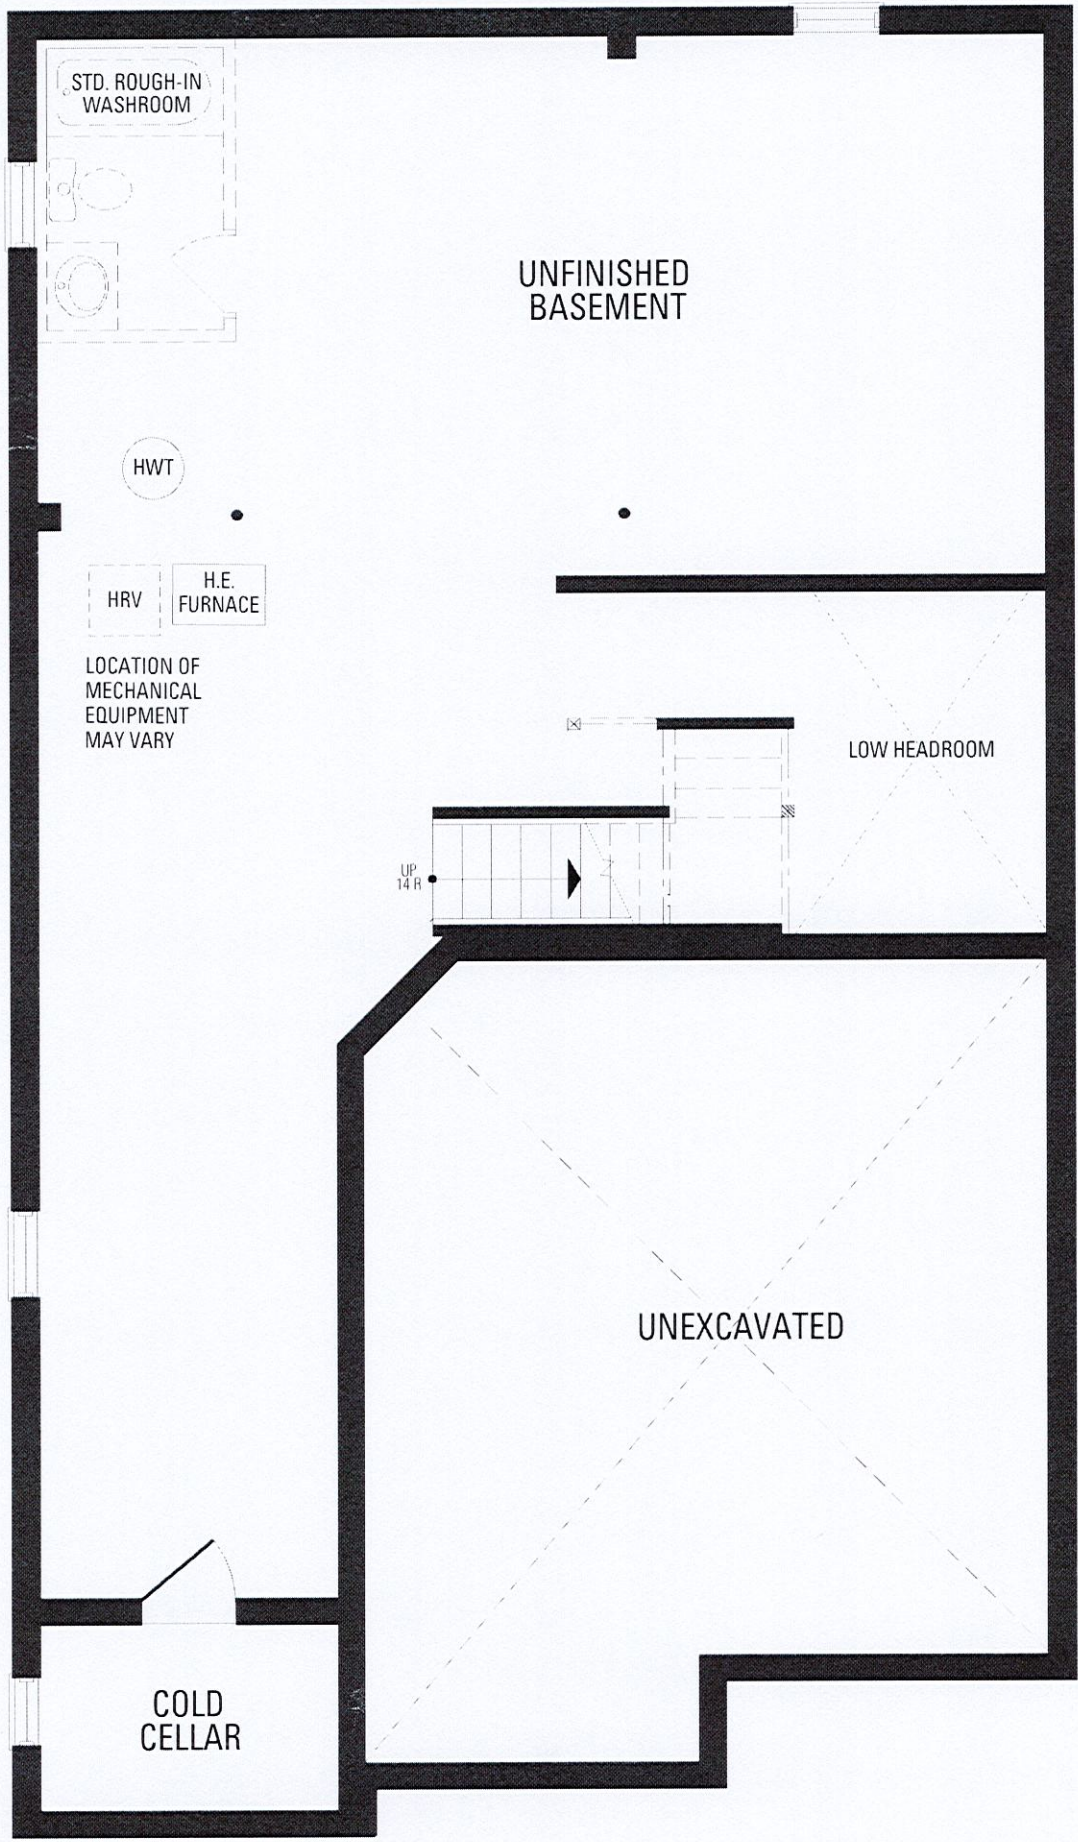 STD. ROUGH-IN
WASHROOM
UNFINISHED
BASEMENT
HWT
HRV
H.E.
FURNACE
LOCATION OF
MECHANICAL
EQUIPMENT
MAY VARY
LOW HEADROOM
UP
14 R
UNEXCAVATED
COLD
CELLAR